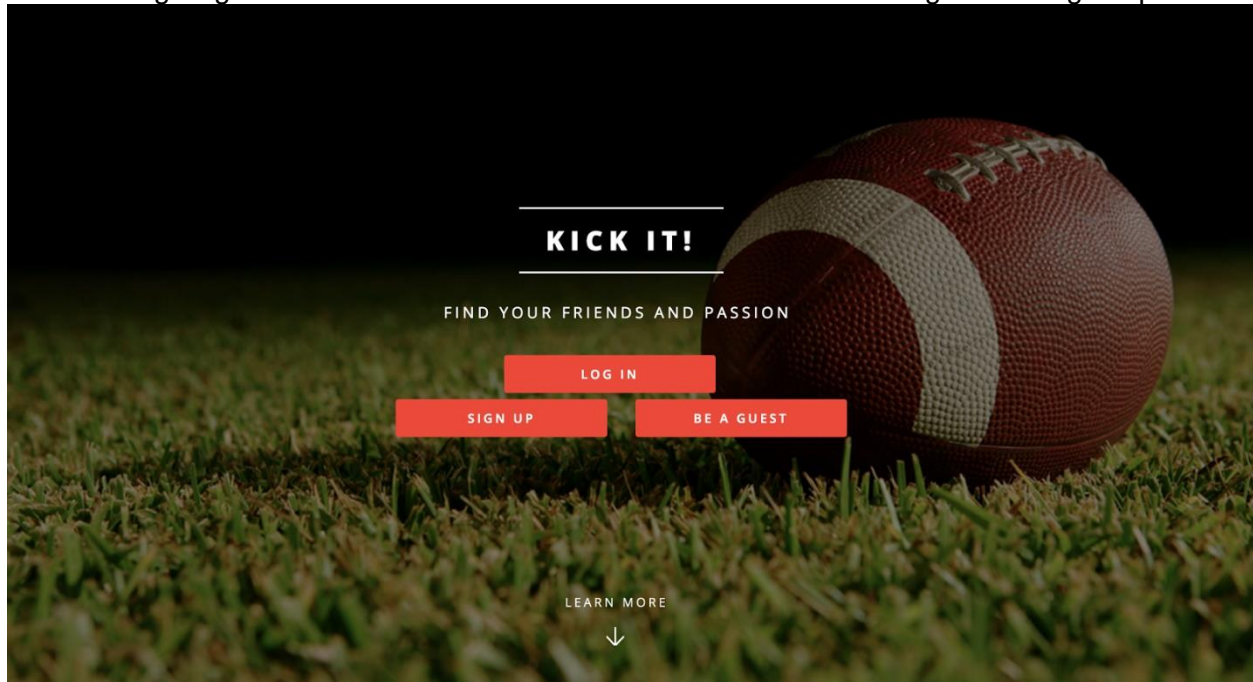 KICK IT!
FIND YOUR FRIENDS AND PASSION
LOG IN
SIGN UP
BE A GUEST
LEARN MORE